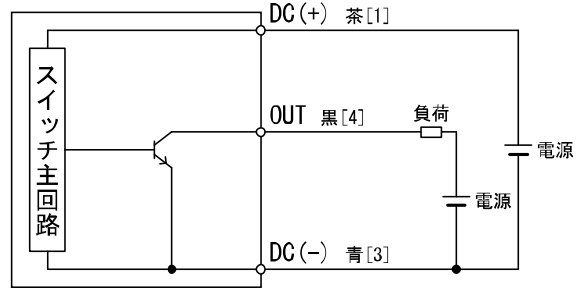 DC(+) 茶[1]
スイッチ主回路
OUT 黒[4]
負荷
電源
電源
DC(-) 青[3]